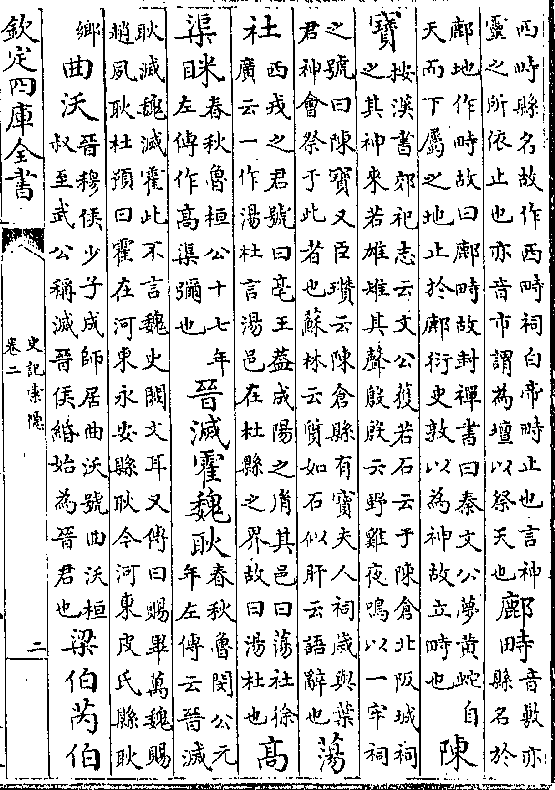 西畤縣名故作西畤祠白帝畤止也言神
靈之所依止也亦音市謂為壇以祭天也
鄜畤
音敷亦
畤縣名於
鄜地作畤故曰鄜畤故封禪書曰秦文公夢黄蛇自
天而下屬之地止於鄜衍史敦以為神故立畤也
陳
寶
按漢書郊祀志云文公獲若石云于陳倉北阪城祠
之其神來若雄雉其聲殷殷云野雞夜鳴以一牢祠
之號曰陳寶又臣瓚云陳倉縣有寶夫人祠歲與葉
君神會祭于此者也蘇林云質如石似肝云語辭也
蕩
社
西戎之君號曰亳王葢成湯之胤其邑曰蕩社徐
廣云一作湯杜言湯邑在杜縣之界故曰湯杜也
高
渠眯
春秋魯桓公十七年
左傳作高渠彌也
晉滅霍魏耿
春秋魯閔公元
年左傳云晉滅
耿滅魏滅霍此不言魏史闕文耳又傳曰賜畢萬魏賜
趙夙耿杜預曰霍在河東永安縣耿今河東皮氏縣耿
鄉
曲沃
晉穆侯少子成師居曲沃號曲沃桓
叔至武公稱滅晉侯緡始為晉君也
梁伯芮伯
欽定四庫全書
史記索隱
卷二
二